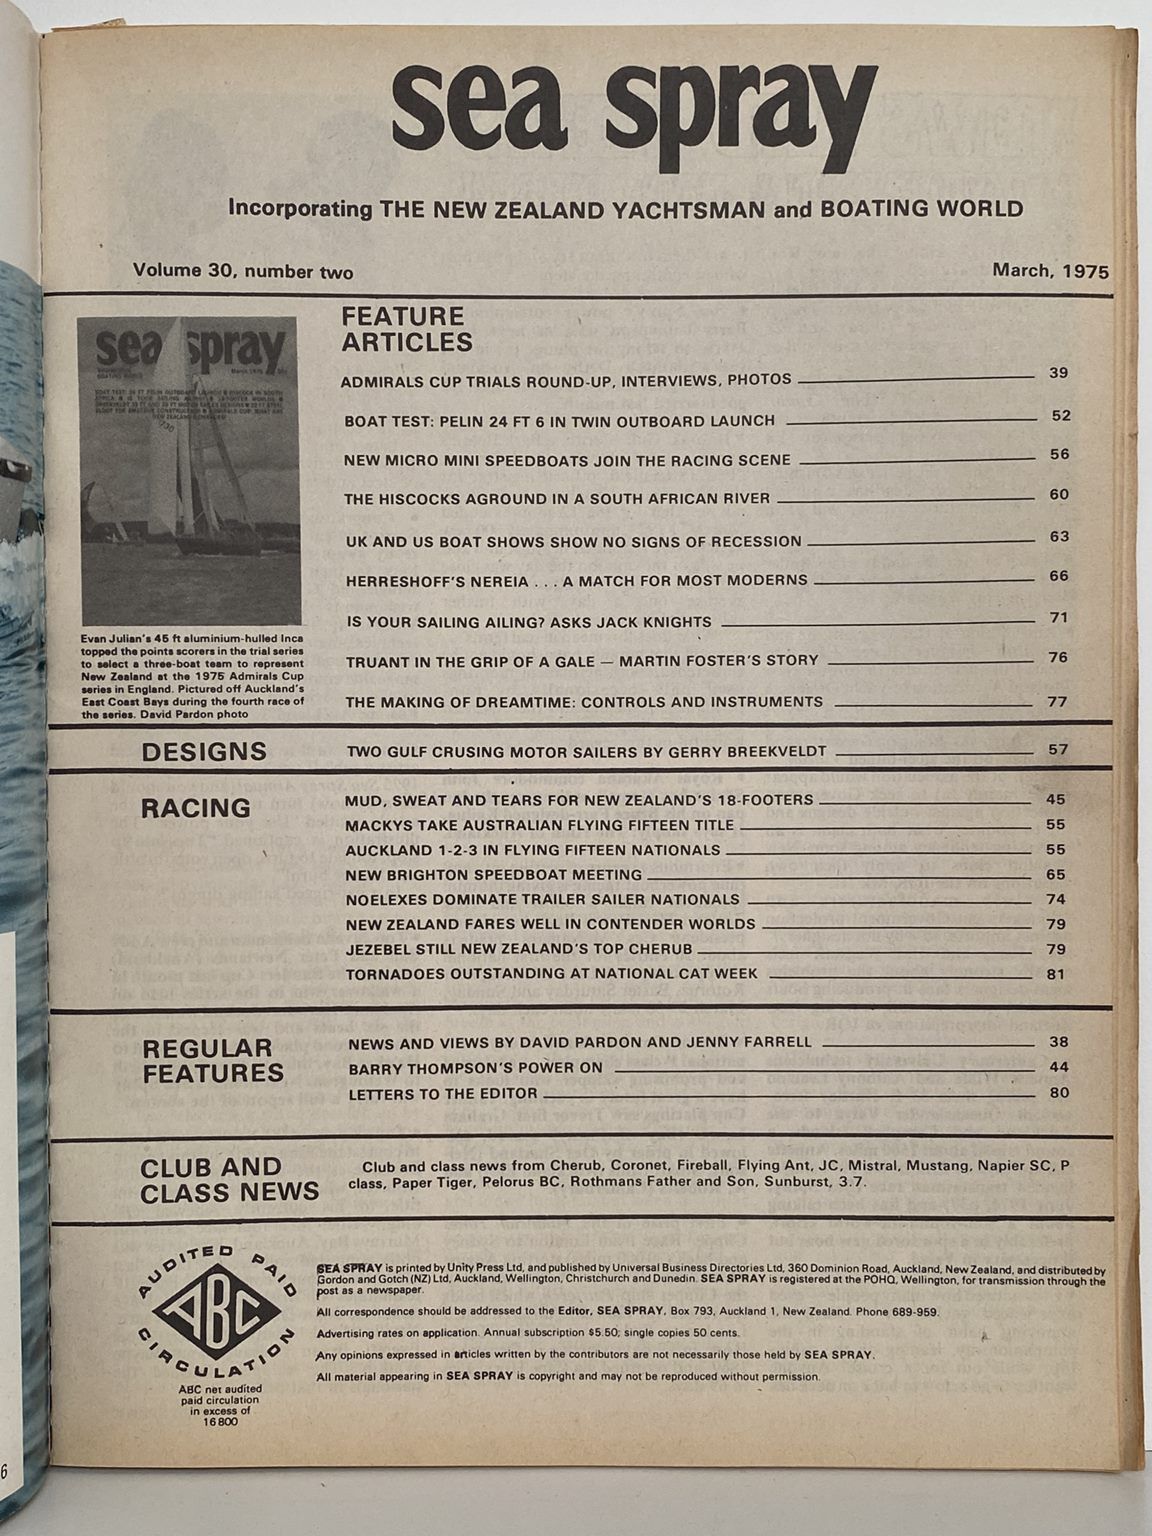 sea spray
Incorporating THE NEW ZEALAND YACHTSMAN and BOATING WORLD
Volume 30, number two
March, 1975
sea spray
Evan Julian's 45 ft aluminium-hulled Inca
topped the points scorers in the trial series
to select a three-boat team to represent
New Zealand at the 1975 Admirals Cup
series in England. Pictured off Auckland's
East Coast Bays during the fourth race of
the series. David Pardon photo
FEATURE
ARTICLES
ADMIRALS CUP TRIALS ROUND-UP, INTERVIEWS, PHOTOS 39
BOAT TEST: PELIN 24 FT 6 IN TWIN OUTBOARD LAUNCH 52
NEW MICRO MINI SPEEDBOATS JOIN THE RACING SCENE 56
THE HISCOCKS AGROUND IN A SOUTH AFRICAN RIVER 60
UK AND US BOAT SHOWS SHOW NO SIGNS OF RECESSION 63
HERRESHOFF'S NEREIA . . . A MATCH FOR MOST MODERNS 66
IS YOUR SAILING AILING? ASKS JACK KNIGHTS 71
TRUANT IN THE GRIP OF A GALE — MARTIN FOSTER'S STORY 76
THE MAKING OF DREAMTIME: CONTROLS AND INSTRUMENTS 77
DESIGNS
TWO GULF CRUSING MOTOR SAILERS BY GERRY BREEKVELDT 57
RACING
MUD, SWEAT AND TEARS FOR NEW ZEALAND'S 18-FOOTERS 45
MACKYS TAKE AUSTRALIAN FLYING FIFTEEN TITLE 55
AUCKLAND 1-2-3 IN FLYING FIFTEEN NATIONALS 55
NEW BRIGHTON SPEEDBOAT MEETING 65
NOELEXES DOMINATE TRAILER SAILER NATIONALS 74
NEW ZEALAND FARES WELL IN CONTENDER WORLDS 79
JEZEBEL STILL NEW ZEALAND'S TOP CHERUB 79
TORNADOES OUTSTANDING AT NATIONAL CAT WEEK 81
REGULAR
FEATURES
NEWS AND VIEWS BY DAVID PARDON AND JENNY FARRELL 38
BARRY THOMPSON'S POWER ON 44
LETTERS TO THE EDITOR 80
CLUB AND
CLASS NEWS
Club and class news from Cherub, Coronet, Fireball, Flying Ant, JC, Mistral, Mustang, Napier SC, P
class, Paper Tiger, Pelorus BC, Rothmans Father and Son, Sunburst, 3.7.
AUDITED PAID
ABC
CIRCULATION
ABC net audited
paid circulation
in excess of
16 800
SEA SPRAY is printed by Unity Press Ltd, and published by Universal Business Directories Ltd, 360 Dominion Road, Auckland, New Zealand, and distributed by
Gordon and Gotch (NZ) Ltd, Auckland, Wellington, Christchurch and Dunedin. SEA SPRAY is registered at the POHQ, Wellington, for transmission through the
post as a newspaper.
All correspondence should be addressed to the Editor, SEA SPRAY, Box 793, Auckland 1, New Zealand. Phone 689-959.
Advertising rates on application. Annual subscription $5.50; single copies 50 cents.
Any opinions expressed in articles written by the contributors are not necessarily those held by SEA SPRAY.
All material appearing in SEA SPRAY is copyright and may not be reproduced without permission.
6